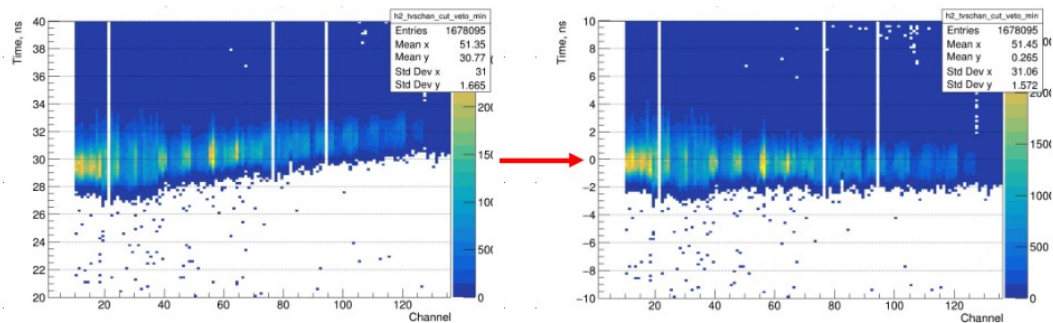 h2_tvschan_cut_veto_min
Entries 1678095
Mean x 51.35
Mean y 30.77
Std Dev x 31
Std Dev y 1.665
Time, ns
40
38
36
34
32
30
28
26
24
22
20
20 40 60 80 100 120
Channel
200
150
100
500
0
h2_tvschan_cut_veto_min
Entries 1678095
Mean x 51.45
Mean y 0.265
Std Dev x 31.06
Std Dev y 1.572
Time, ns
10
8
6
4
2
0
−2
−4
−6
−8
−10
20 40 60 80 100 120
Channel
2000
1500
1000
500
0